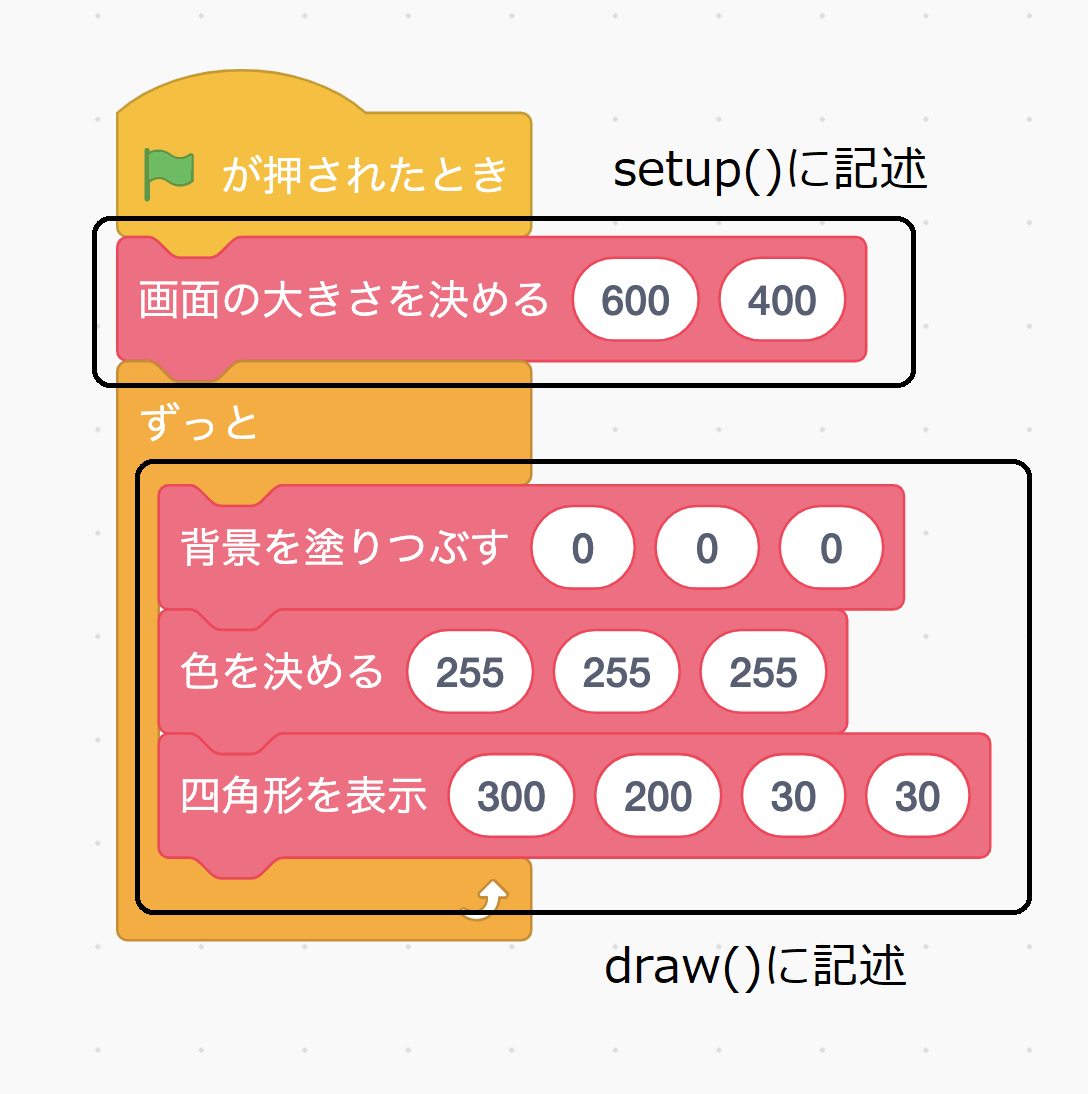 が押されたとき
setup()に記述
画面の大きさを決める 600 400
ずっと
背景を塗りつぶす 0 0 0
色を決める 255 255 255
四角形を表示 300 200 30 30
draw()に記述